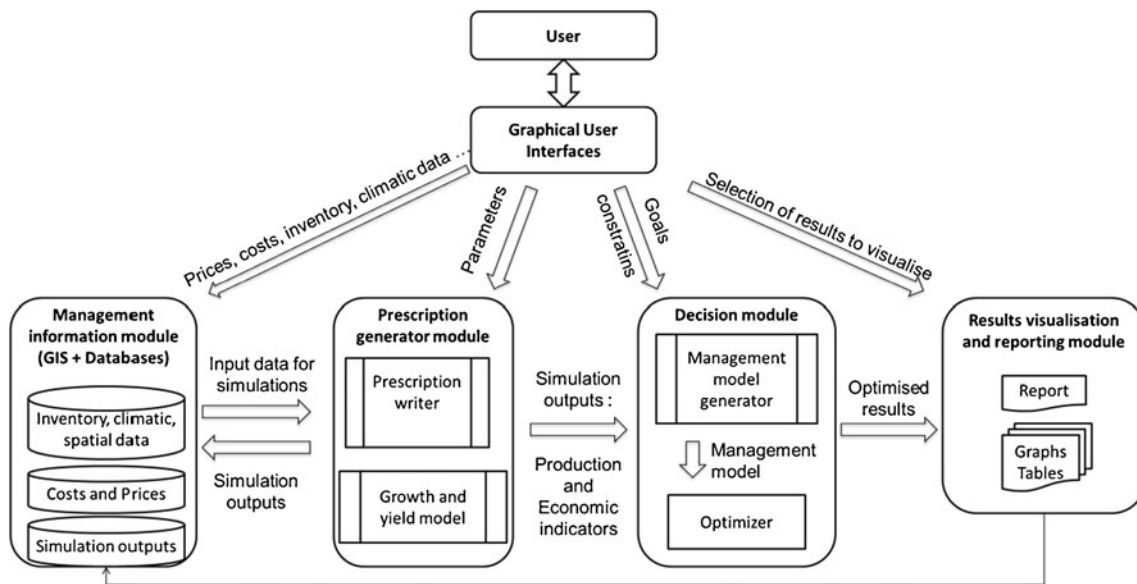 User
Graphical User
Interfaces
Prices, costs, inventory, climatic data ...
Parameters
Goals
constratins
Selection of results to visualise
Management
information module
(GIS + Databases)
Inventory, climatic,
spatial data
Costs and Prices
Simulation outputs
Input data for
simulations
Simulation
outputs
Prescription
generator module
Prescription
writer
Growth and
yield model
Simulation
outputs :
Production
and
Economic
indicators
Decision module
Management
model
generator
Management
model
Optimizer
Optimised
results
Results visualisation
and reporting module
Report
Graphs
Tables